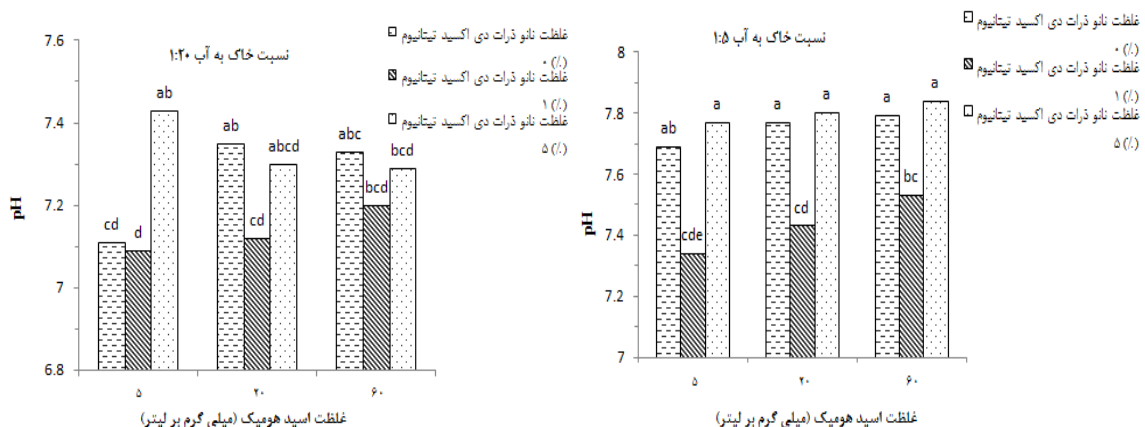 نسبت خاک به آب ۱:۲۰
غلظت نانو ذرات دی اکسید تیتانیوم
۰ (٪)
غلظت نانو ذرات دی اکسید تیتانیوم
۱ (٪)
غلظت نانو ذرات دی اکسید تیتانیوم
۵ (٪)
pH
7.6
7.4
7.2
7
6.8
cd d ab
ab cd abcd
abc bcd bcd
۵ ۲۰ ۶۰
غلظت اسید هومیک (میلی گرم بر لیتر)
نسبت خاک به آب ۱:۵
غلظت نانو ذرات دی اکسید تیتانیوم
۰ (٪)
غلظت نانو ذرات دی اکسید تیتانیوم
۱ (٪)
غلظت نانو ذرات دی اکسید تیتانیوم
۵ (٪)
pH
8
7.8
7.6
7.4
7.2
7
ab cde a
a cd a
a bc a
۵ ۲۰ ۶۰
غلظت اسید هومیک (میلی گرم بر لیتر)